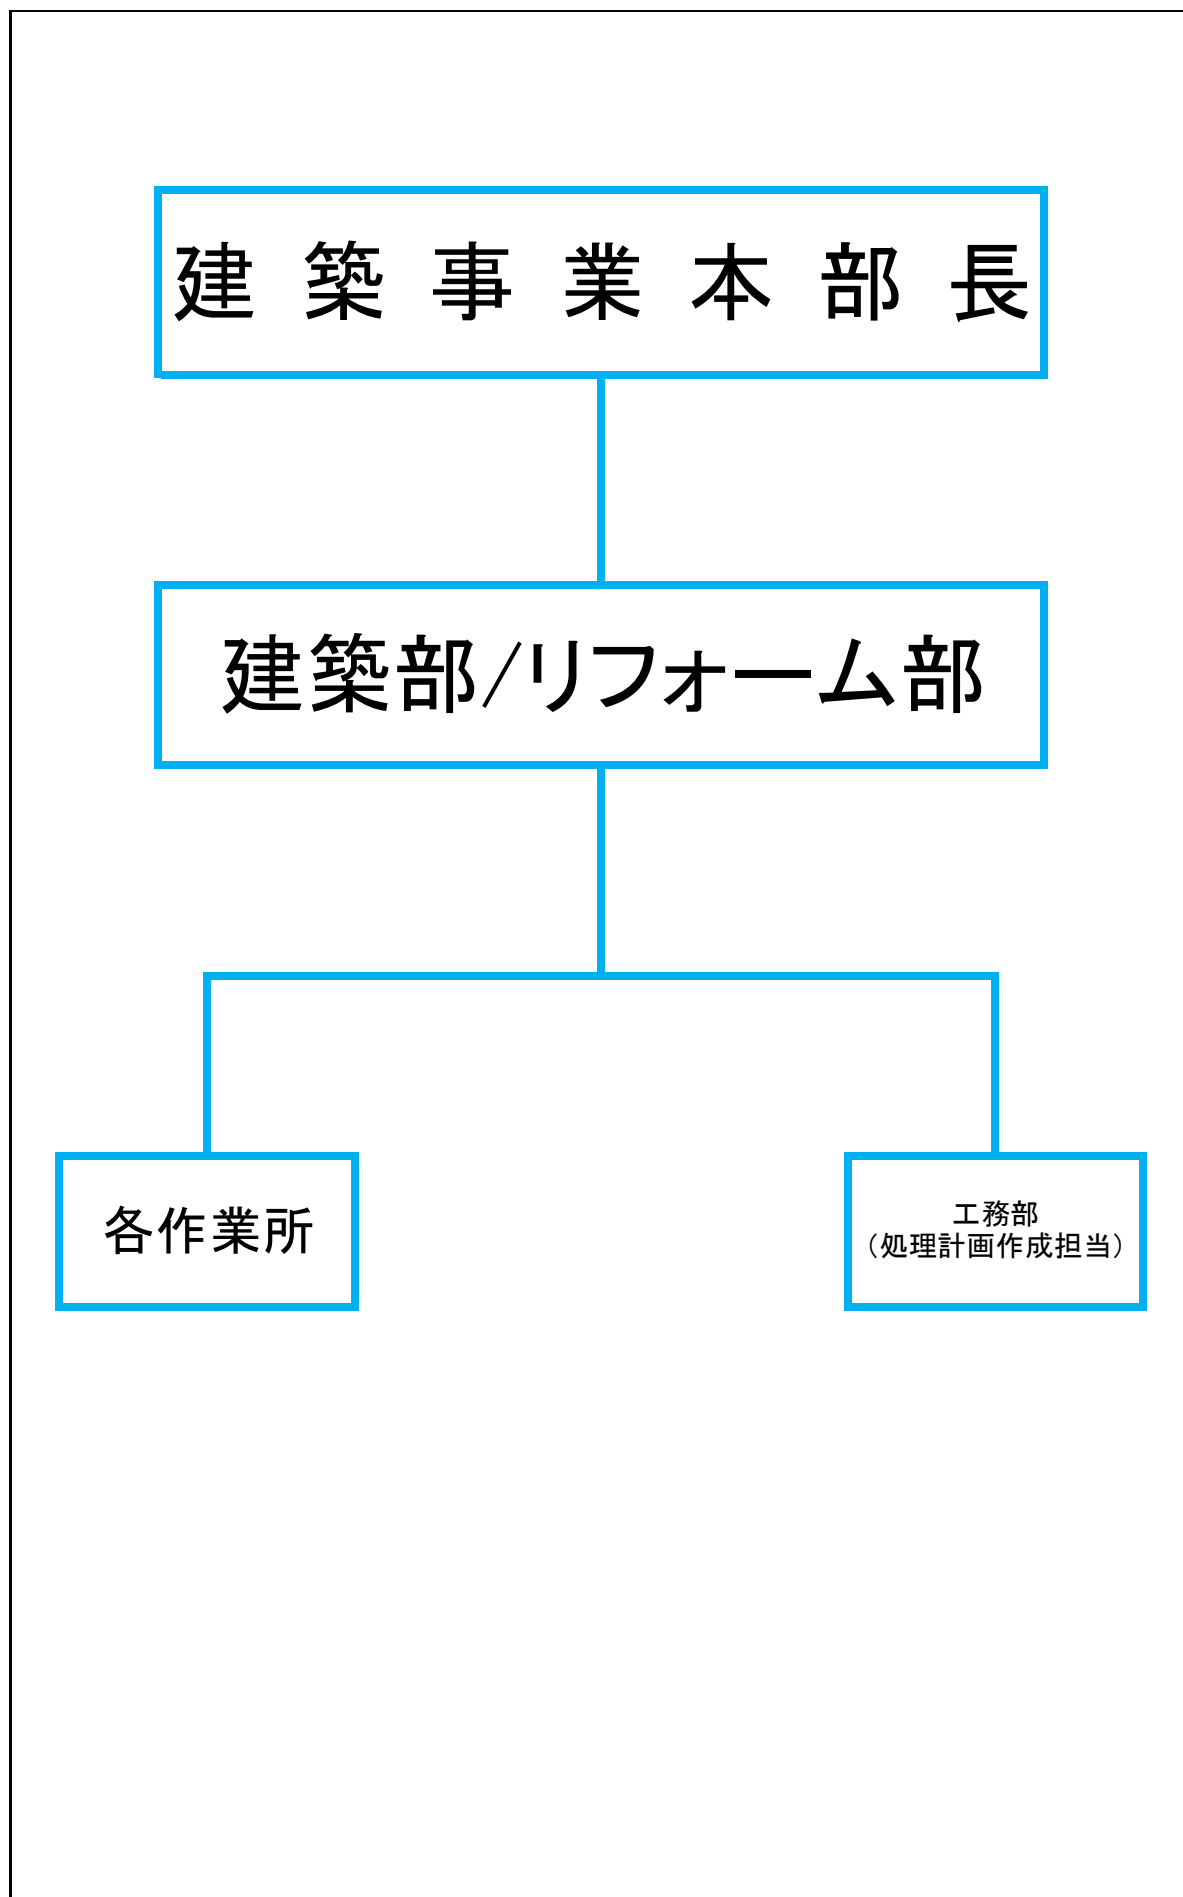 建築事業本部長
建築部/リフォーム部
各作業所
工務部
（処理計画作成担当）